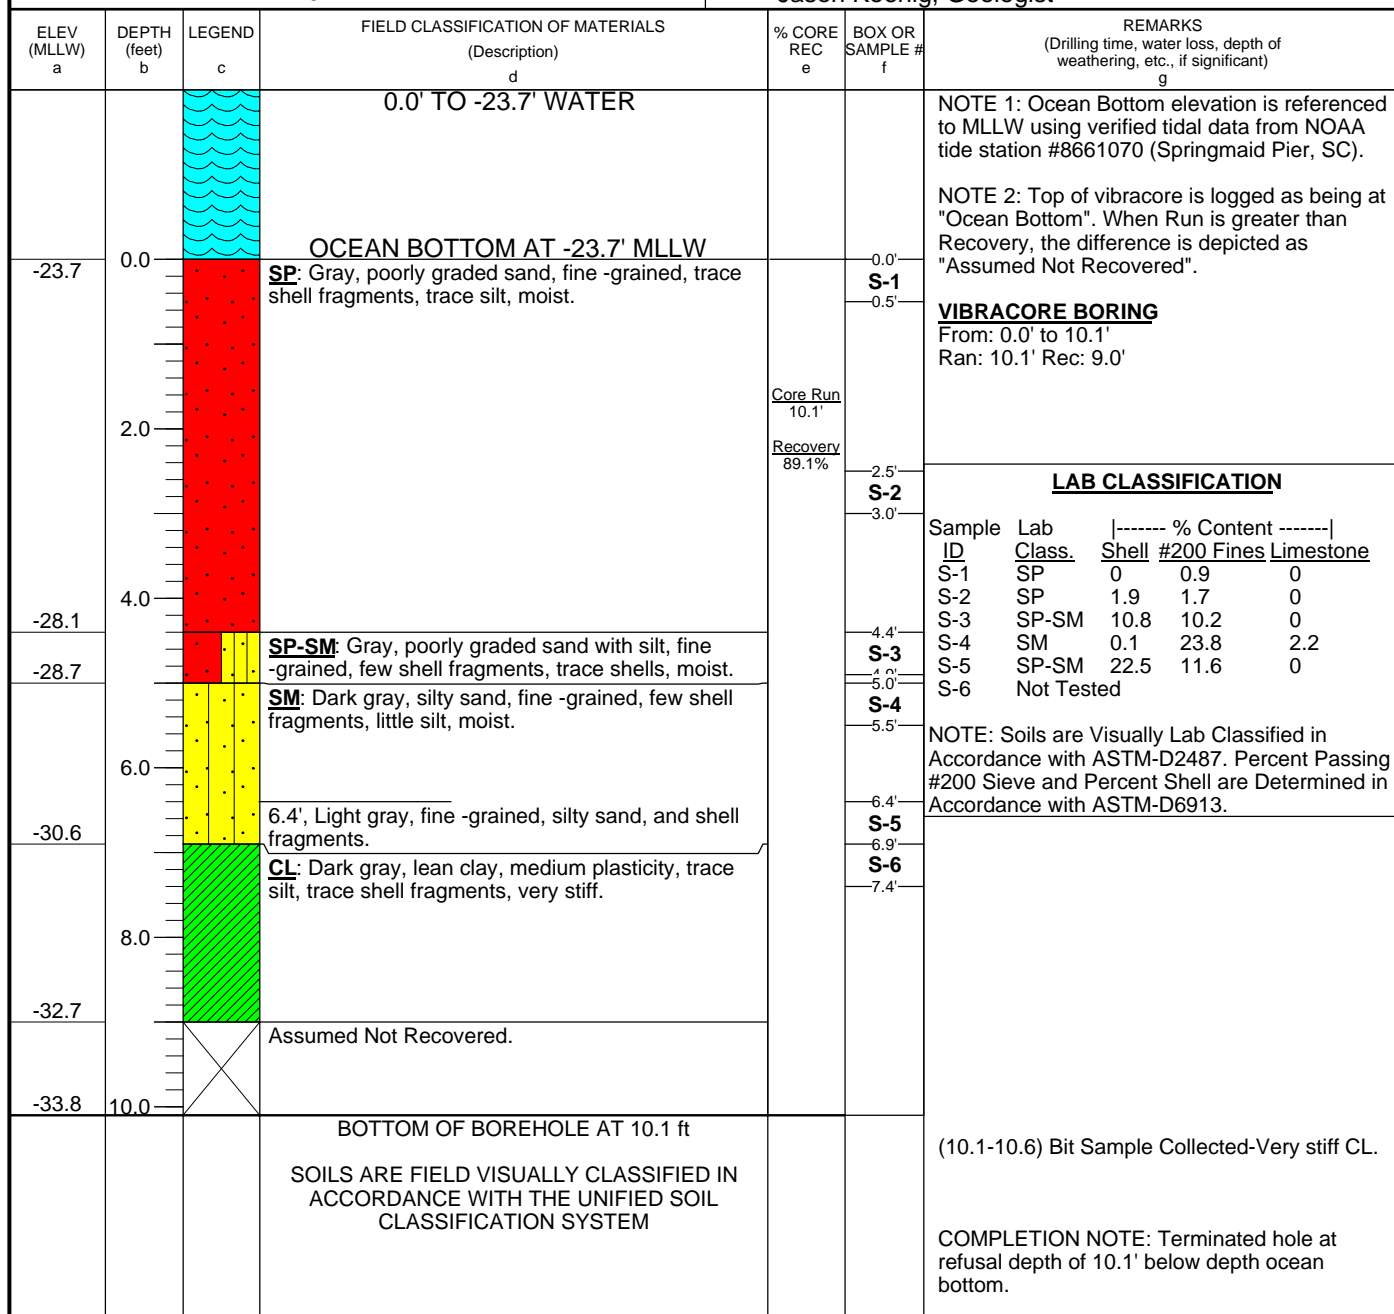 Jason Koenig, Geologist
ELEV
(MLLW)
a
DEPTH
(feet)
b
LEGEND
c
FIELD CLASSIFICATION OF MATERIALS
(Description)
d
% CORE
REC
e
BOX OR
SAMPLE #
f
REMARKS
(Drilling time, water loss, depth of
weathering, etc., if significant)
g
0.0' TO -23.7' WATER
OCEAN BOTTOM AT -23.7' MLLW
-23.7
0.0
SP: Gray, poorly graded sand, fine -grained, trace
shell fragments, trace silt, moist.
2.0
4.0
-28.1
SP-SM: Gray, poorly graded sand with silt, fine
-grained, few shell fragments, trace shells, moist.
-28.7
SM: Dark gray, silty sand, fine -grained, few shell
fragments, little silt, moist.
6.0
6.4', Light gray, fine -grained, silty sand, and shell
fragments.
-30.6
CL: Dark gray, lean clay, medium plasticity, trace
silt, trace shell fragments, very stiff.
8.0
-32.7
Assumed Not Recovered.
-33.8
10.0
BOTTOM OF BOREHOLE AT 10.1 ft
SOILS ARE FIELD VISUALLY CLASSIFIED IN
ACCORDANCE WITH THE UNIFIED SOIL
CLASSIFICATION SYSTEM
Core Run
10.1'
Recovery
89.1%
0.0'
S-1
0.5'
2.5'
S-2
3.0'
4.4'
S-3
4.9'
5.0'
S-4
5.5'
6.4'
S-5
6.9'
S-6
7.4'
NOTE 1: Ocean Bottom elevation is referenced
to MLLW using verified tidal data from NOAA
tide station #8661070 (Springmaid Pier, SC).
NOTE 2: Top of vibracore is logged as being at
"Ocean Bottom". When Run is greater than
Recovery, the difference is depicted as
"Assumed Not Recovered".
VIBRACORE BORING
From: 0.0' to 10.1'
Ran: 10.1' Rec: 9.0'
LAB CLASSIFICATION
Sample Lab |------- % Content -------|
ID Class. Shell #200 Fines Limestone
S-1 SP 0 0.9 0
S-2 SP 1.9 1.7 0
S-3 SP-SM 10.8 10.2 0
S-4 SM 0.1 23.8 2.2
S-5 SP-SM 22.5 11.6 0
S-6 Not Tested
NOTE: Soils are Visually Lab Classified in
Accordance with ASTM-D2487. Percent Passing
#200 Sieve and Percent Shell are Determined in
Accordance with ASTM-D6913.
(10.1-10.6) Bit Sample Collected-Very stiff CL.
COMPLETION NOTE: Terminated hole at
refusal depth of 10.1' below depth ocean
bottom.